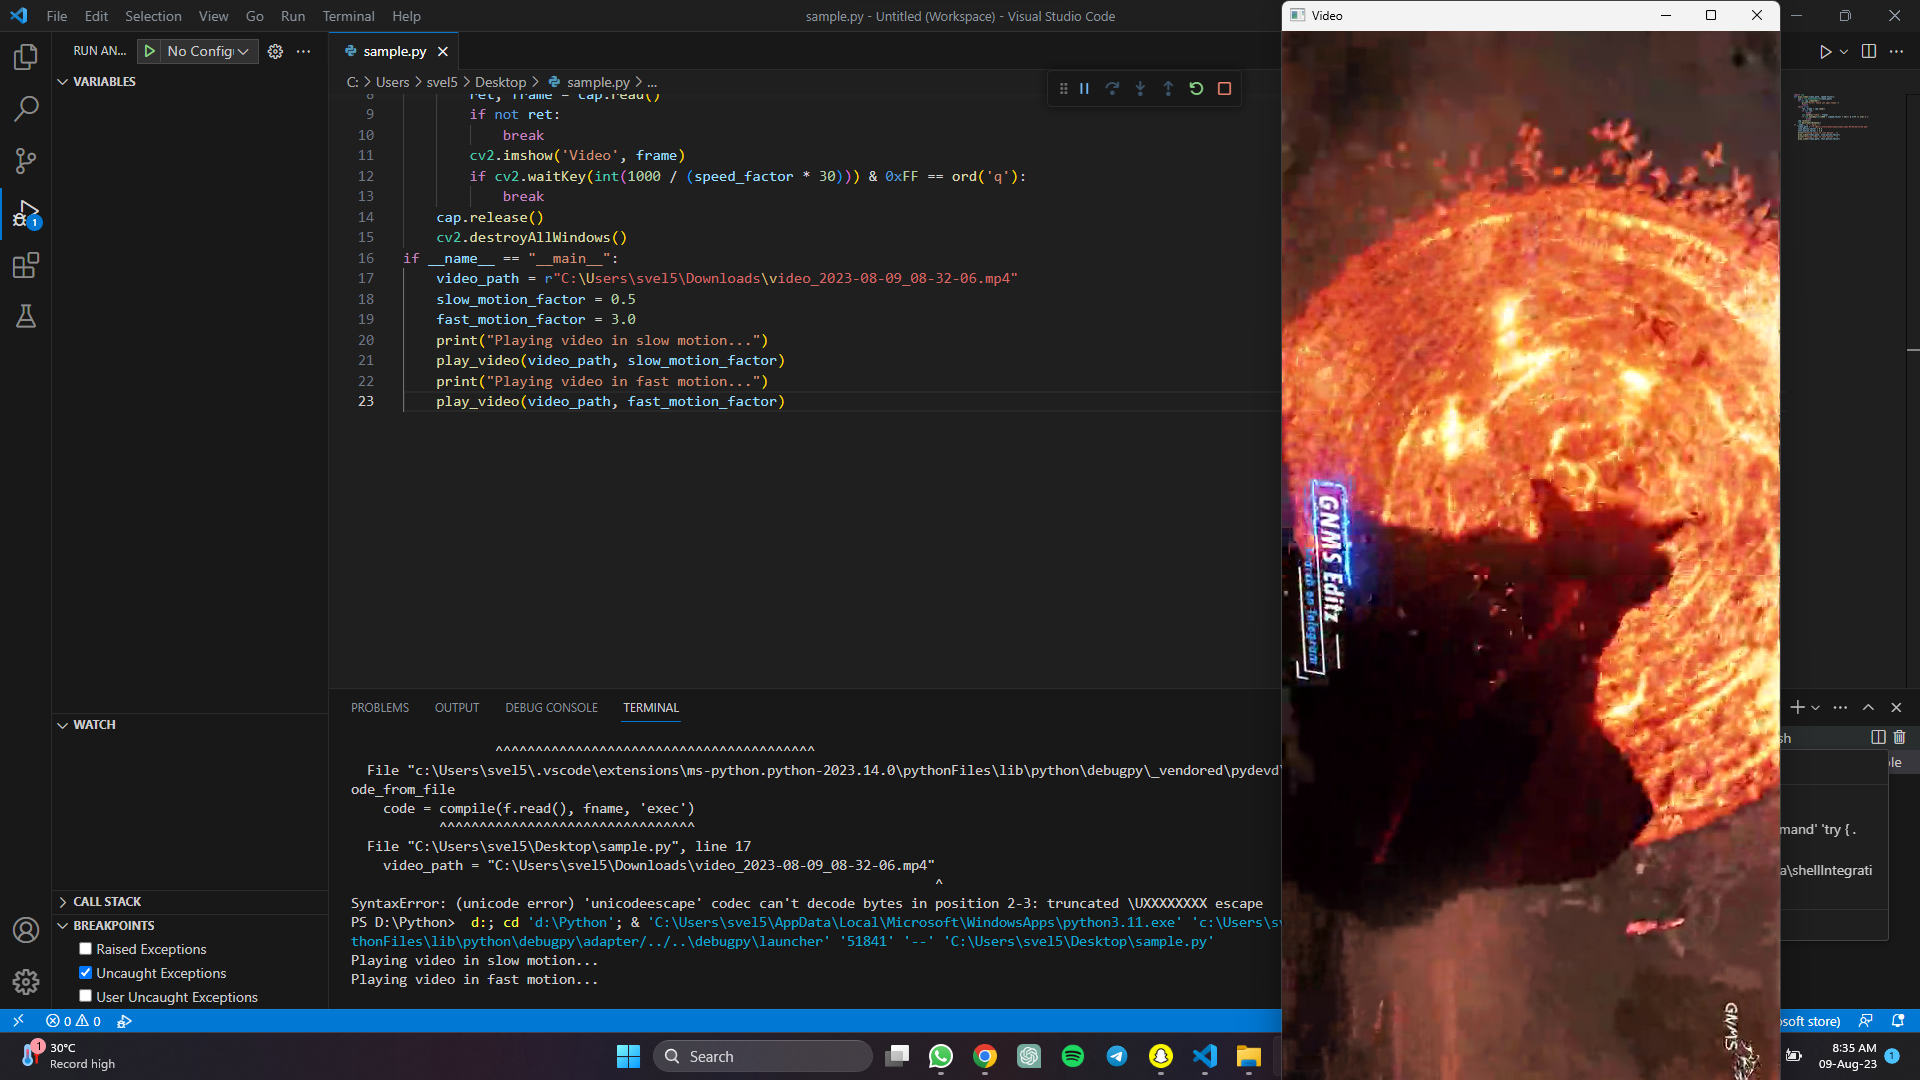 File Edit Selection View Go Run Terminal Help
sample.py - Untitled (Workspace) - Visual Studio Code
Video
RUN AN... No Config
sample.py
VARIABLES
C: > Users > svel5 > Desktop > sample.py > ...
8 ret, frame = cap.read()
9 if not ret:
10 break
11 cv2.imshow('Video', frame)
12 if cv2.waitKey(int(1000 / (speed_factor * 30))) & 0xFF == ord('q'):
13 break
14 cap.release()
15 cv2.destroyAllWindows()
16 if __name__ == "__main__":
17 video_path = r"C:\Users\svel5\Downloads\video_2023-08-09_08-32-06.mp4"
18 slow_motion_factor = 0.5
19 fast_motion_factor = 3.0
20 print("Playing video in slow motion...")
21 play_video(video_path, slow_motion_factor)
22 print("Playing video in fast motion...")
23 play_video(video_path, fast_motion_factor)
GNMS Editz
GNMS
WATCH
CALL STACK
BREAKPOINTS
Raised Exceptions
Uncaught Exceptions
User Uncaught Exceptions
PROBLEMS OUTPUT DEBUG CONSOLE TERMINAL
^^^^^^^^^^^^^^^^^^^^^^^^^^^^^^^^^^^^^^^^
File "c:\Users\svel5\.vscode\extensions\ms-python.python-2023.14.0\pythonFiles\lib\python\debugpy\_vendored\pydevd\
ode_from_file
code = compile(f.read(), fname, 'exec')
^^^^^^^^^^^^^^^^^^^^^^^^^^^^^^^^
File "C:\Users\svel5\Desktop\sample.py", line 17
video_path = "C:\Users\svel5\Downloads\video_2023-08-09_08-32-06.mp4"
^
SyntaxError: (unicode error) 'unicodeescape' codec can't decode bytes in position 2-3: truncated \UXXXXXXXX escape
PS D:\Python> d:; cd 'd:\Python'; & 'C:\Users\svel5\AppData\Local\Microsoft\WindowsApps\python3.11.exe' 'c:\Users\sv
thonFiles\lib\python\debugpy\adapter/../..\debugpy\launcher' '51841' '--' 'C:\Users\svel5\Desktop\sample.py'
Playing video in slow motion...
Playing video in fast motion...
sh
le
mand' 'try { .
a\shellIntegrati
0 0
osoft store)
1
30°C
Record high
Search
8:35 AM
09-Aug-23
1